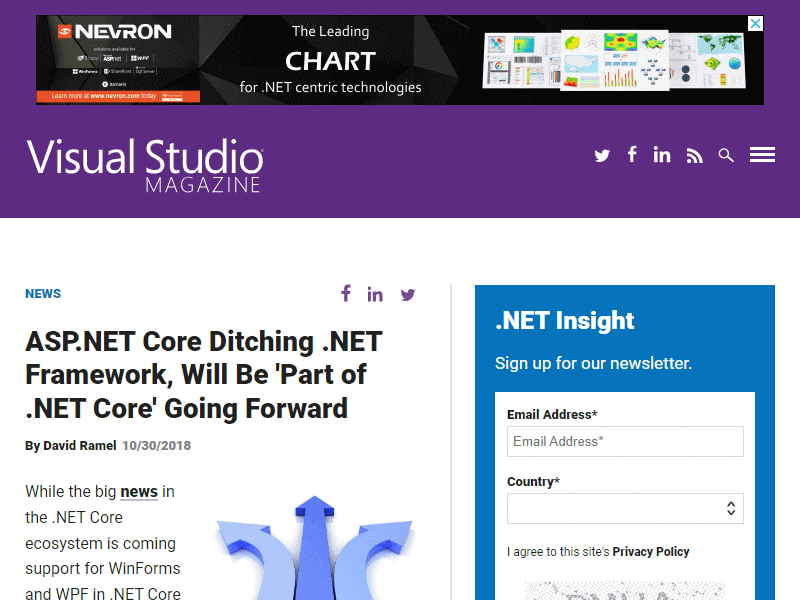 NEVRON
solutions available for
WPF
WinForms SharePoint SQL Server
Xamarin
Learn more at www.nevron.com today
The Leading
CHART
for .NET centric technologies
Visual Studio
MAGAZINE
NEWS
ASP.NET Core Ditching .NET
Framework, Will Be 'Part of
.NET Core' Going Forward
By David Ramel 10/30/2018
While the big news in
the .NET Core
ecosystem is coming
support for WinForms
and WPF in .NET Core
.NET Insight
Sign up for our newsletter.
Email Address*
Email Address*
Country*
I agree to this site's Privacy Policy